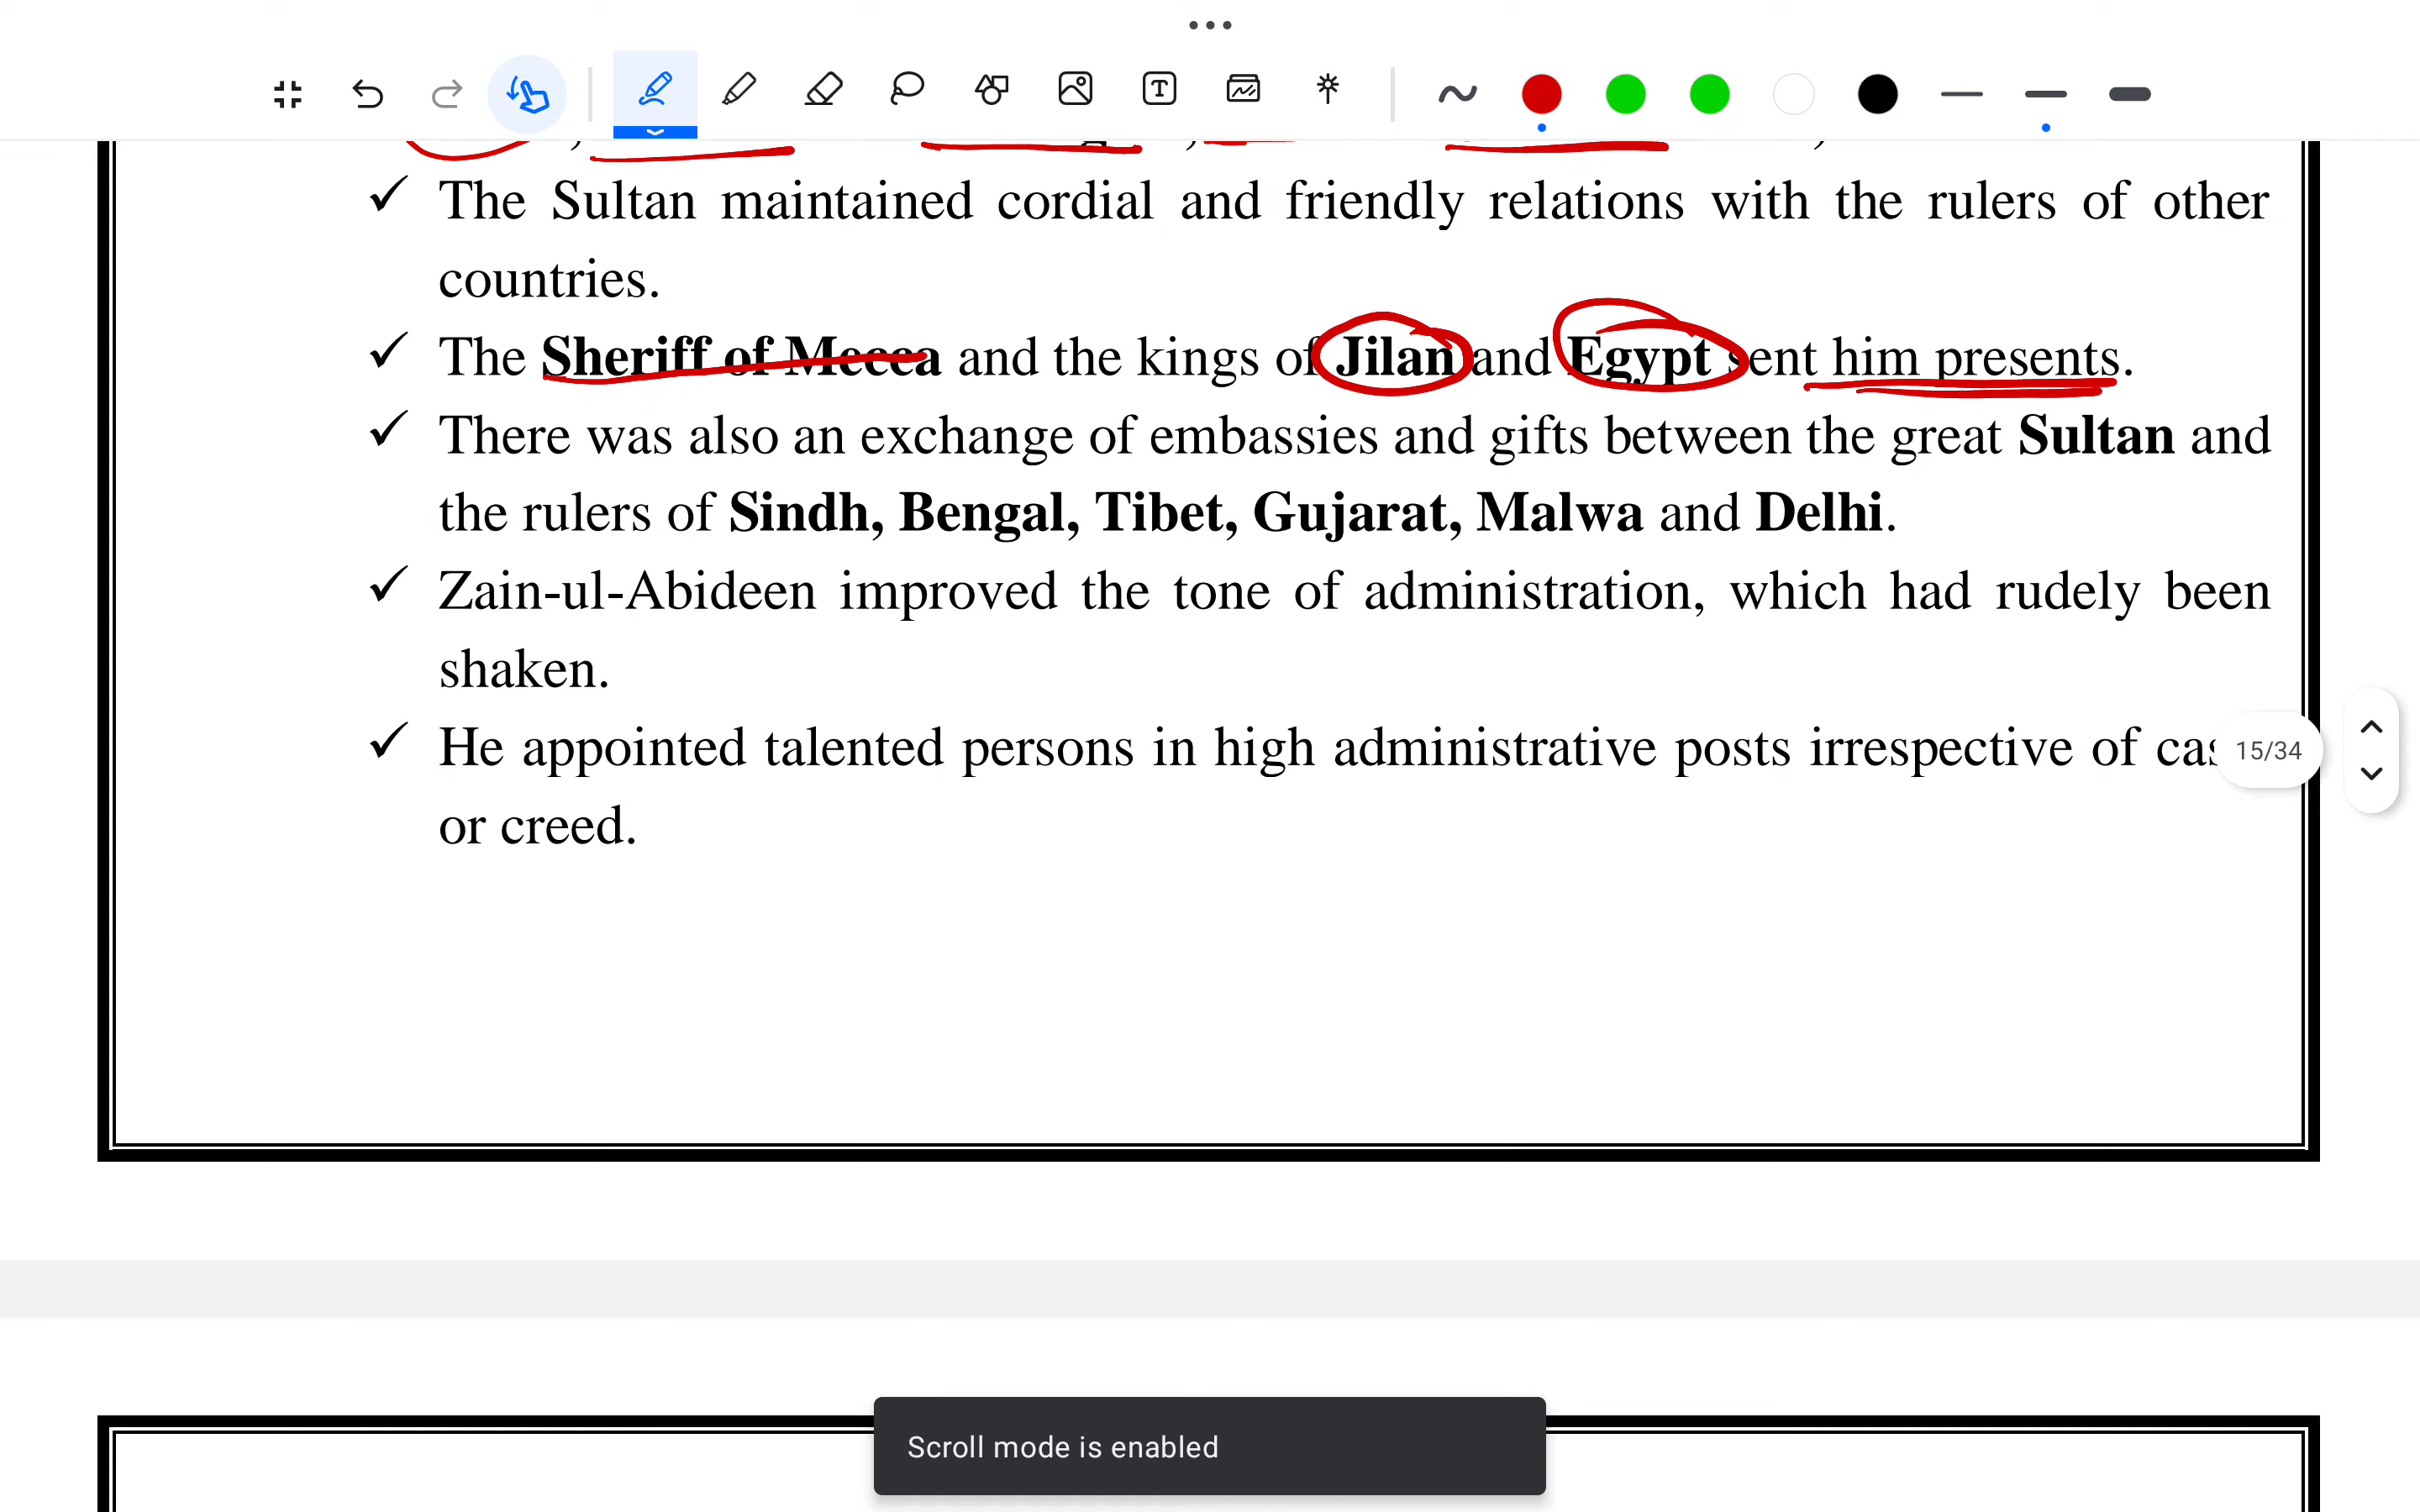 The Sultan maintained cordial and friendly relations with the rulers of other
countries.
The Sheriff of Mecca and the kings of Jilan and Egypt sent him presents.
There was also an exchange of embassies and gifts between the great Sultan and
the rulers of Sindh, Bengal, Tibet, Gujarat, Malwa and Delhi.
Zain-ul-Abideen improved the tone of administration, which had rudely been
shaken.
He appointed talented persons in high administrative posts irrespective of
15/34
or creed.
Scroll mode is enabled